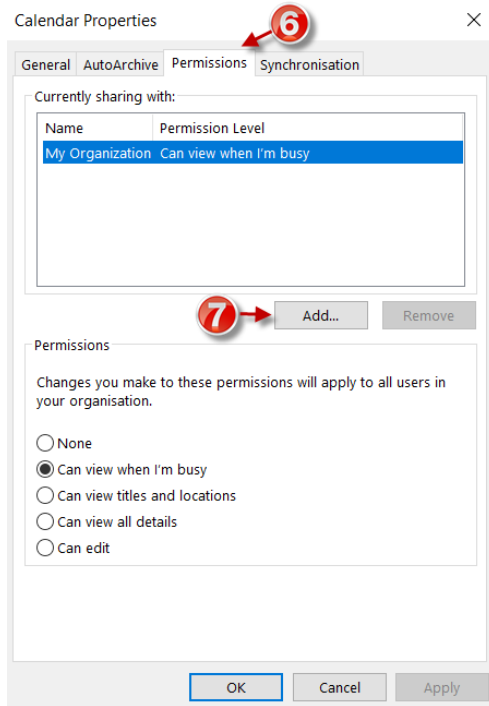 Calendar Properties
6
General AutoArchive Permissions Synchronisation
Currently sharing with:
Name Permission Level
My Organization Can view when I'm busy
7
Add... Remove
Permissions
Changes you make to these permissions will apply to all users in
your organisation.
None
Can view when I'm busy
Can view titles and locations
Can view all details
Can edit
OK Cancel Apply